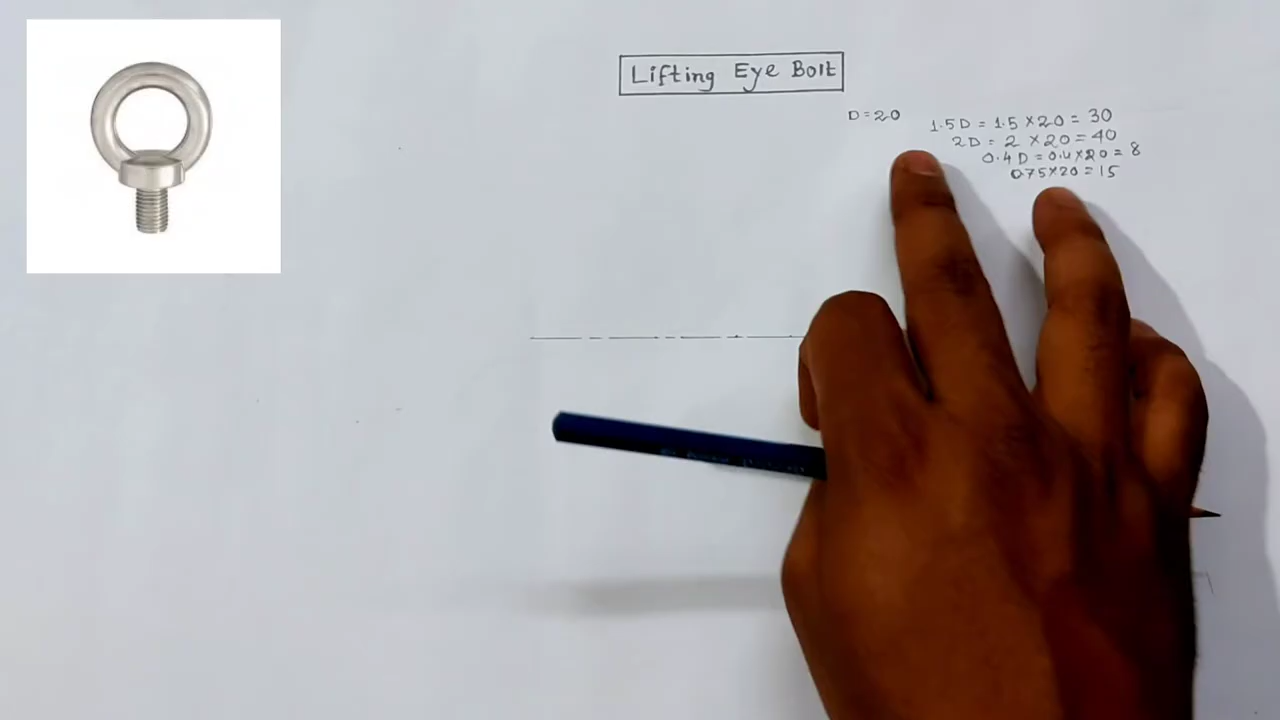 Lifting Eye Bolt
D=20
1.5D = 1.5 × 20 = 30
2D = 2 × 20 = 40
0.4D = 0.4×20 = 8
0.75×20 = 15